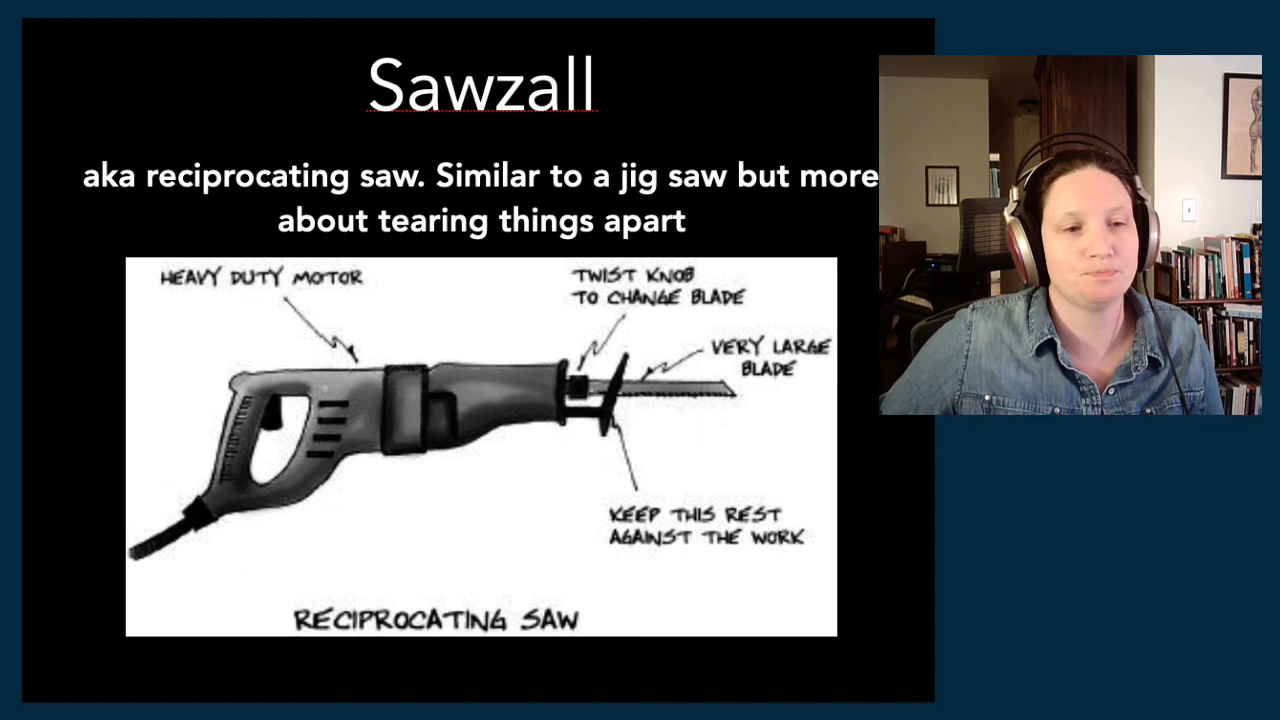 Sawzall
aka reciprocating saw. Similar to a jig saw but more
about tearing things apart
HEAVY DUTY MOTOR
TWIST KNOB
TO CHANGE BLADE
VERY LARGE
BLADE
KEEP THIS REST
AGAINST THE WORK
RECIPROCATING SAW